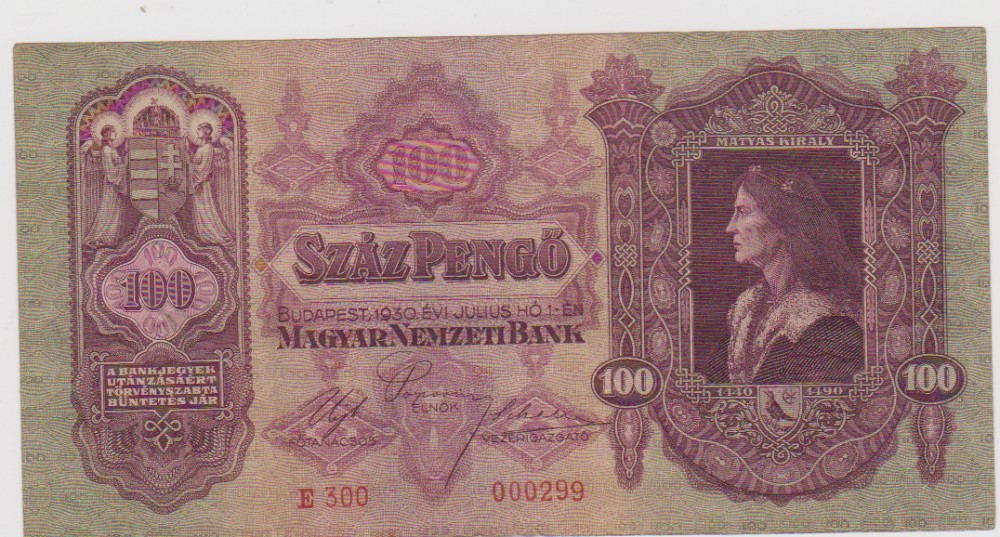 100
A BANKJEGYEK
UTÁNZÁSÁÉRT
TÖRVÉNYSZABTA
BÜNTETÉS JÁR
100
SZÁZ PENGŐ
BUDAPEST, 1930. ÉVI JULIUS HÓ 1-ÉN
MAGYAR NEMZETI BANK
FŐTANÁCSOS
ELNÖK
VEZÉRIGAZGATÓ
E 300
000299
MÁTYÁS KIRÁLY
100
100
1440
1490